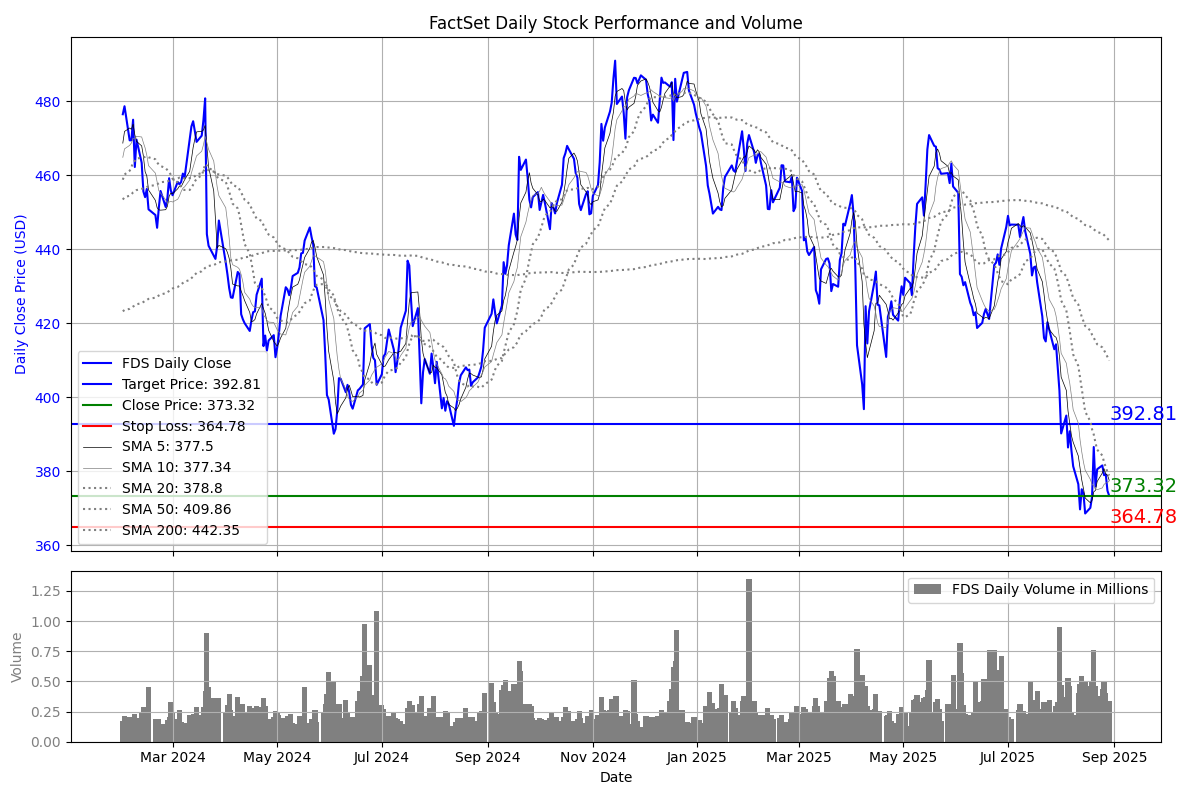 FactSet Daily Stock Performance and Volume
Daily Close Price (USD)
480
460
440
420
400
380
360
FDS Daily Close
Target Price: 392.81
Close Price: 373.32
Stop Loss: 364.78
SMA 5: 377.5
SMA 10: 377.34
SMA 20: 378.8
SMA 50: 409.86
SMA 200: 442.35
392.81
373.32
364.78
Volume
1.25
1.00
0.75
0.50
0.25
0.00
FDS Daily Volume in Millions
Mar 2024 May 2024 Jul 2024 Sep 2024 Nov 2024 Jan 2025 Mar 2025 May 2025 Jul 2025 Sep 2025
Date